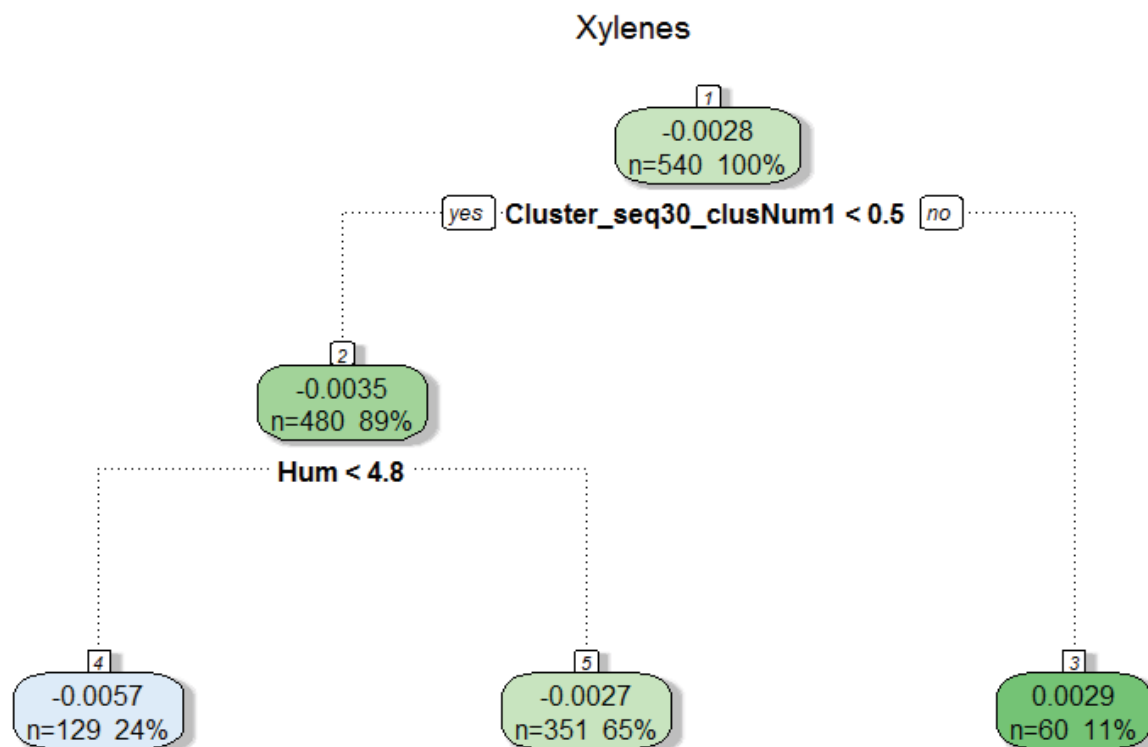 Xylenes
1
-0.0028
n=540 100%
yes Cluster_seq30_clusNum1 < 0.5 no
2
-0.0035
n=480 89%
Hum < 4.8
4
-0.0057
n=129 24%
5
-0.0027
n=351 65%
3
0.0029
n=60 11%